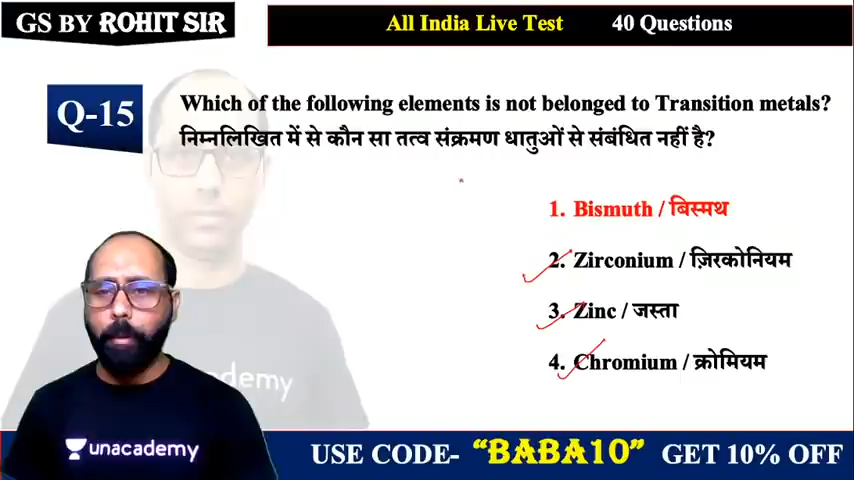 GS BY ROHIT SIR
All India Live Test 40 Questions
Q-15
Which of the following elements is not belonged to Transition metals?
निम्नलिखित में से कौन सा तत्व संक्रमण धातुओं से संबंधित नहीं है?
1. Bismuth / बिस्मथ
2. Zirconium / ज़िरकोनियम
3. Zinc / जस्ता
4. Chromium / क्रोमियम
demy
unacademy
USE CODE- “BABA10” GET 10% OFF